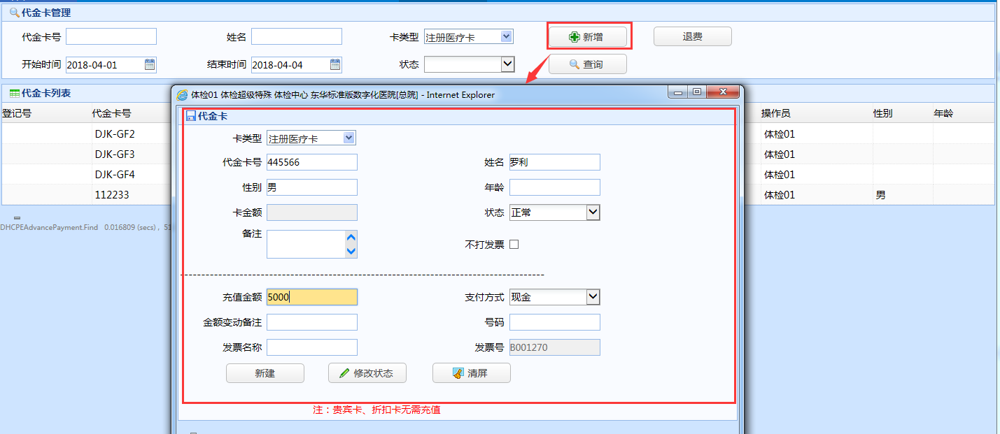 代金卡管理
代金卡号 姓名 卡类型 注册医疗卡 新增 退费
开始时间 2018-04-01 结束时间 2018-04-04 状态 查询
代金卡列表
登记号 代金卡号 操作员 性别 年龄
DJK-GF2 体检01
DJK-GF3 体检01
DJK-GF4 体检01
112233 体检01 男
DHCPEAdvancePayment.Find 0.016809 (secs) , 51
体检01 体检超级特殊 体检中心 东华标准版数字化医院[总院] - Internet Explorer
代金卡
卡类型 注册医疗卡
代金卡号 445566 姓名 罗利
性别 男 年龄
卡金额 状态 正常
备注 不打发票
充值金额 5000 支付方式 现金
金额变动备注 号码
发票名称 发票号 B001270
新建 修改状态 清屏
注：贵宾卡、折扣卡无需充值